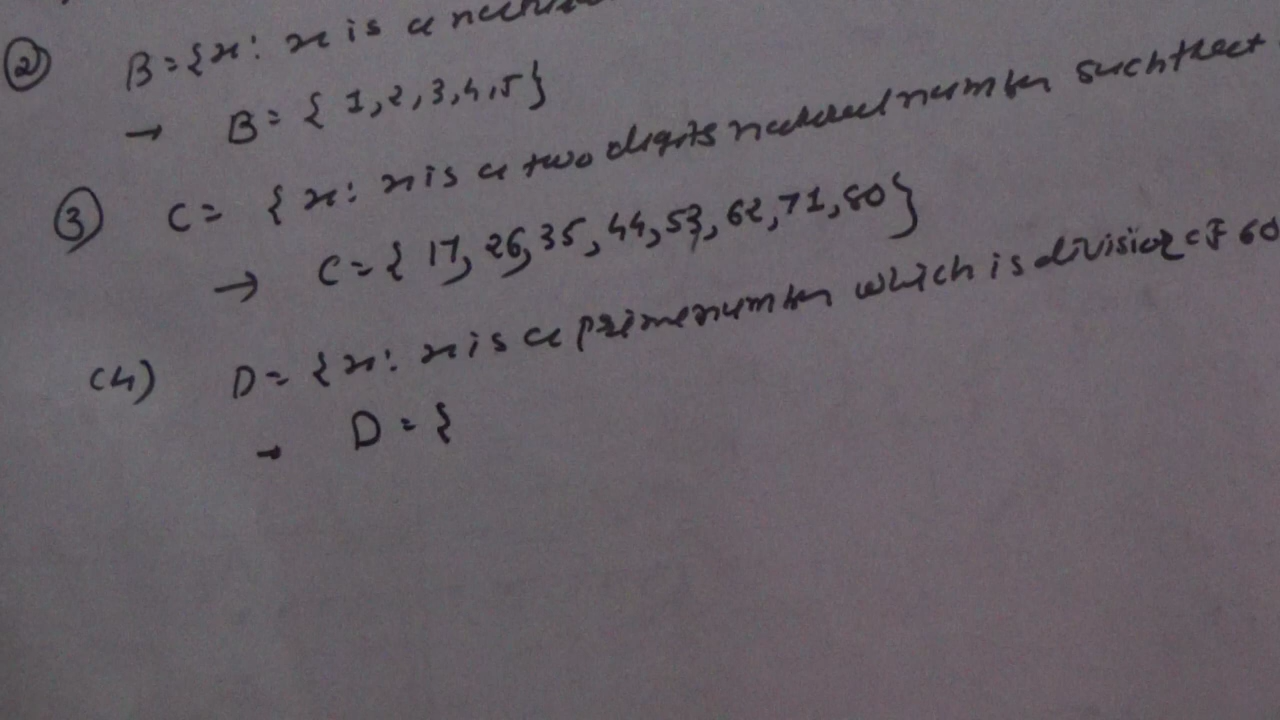 ② B={x: x is a
→ B={1,2,3,4,5}
③ C= {x: x is a two digits natural number such that
→ C={17, 26, 35, 44, 53, 62, 71, 80}
(4) D= {x: x is a prime number which is divisior of 60
→ D={